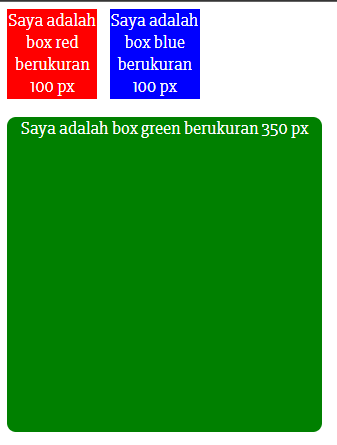 Saya adalah
box red
berukuran
100 px
Saya adalah
box blue
berukuran
100 px
Saya adalah box green berukuran 350 px